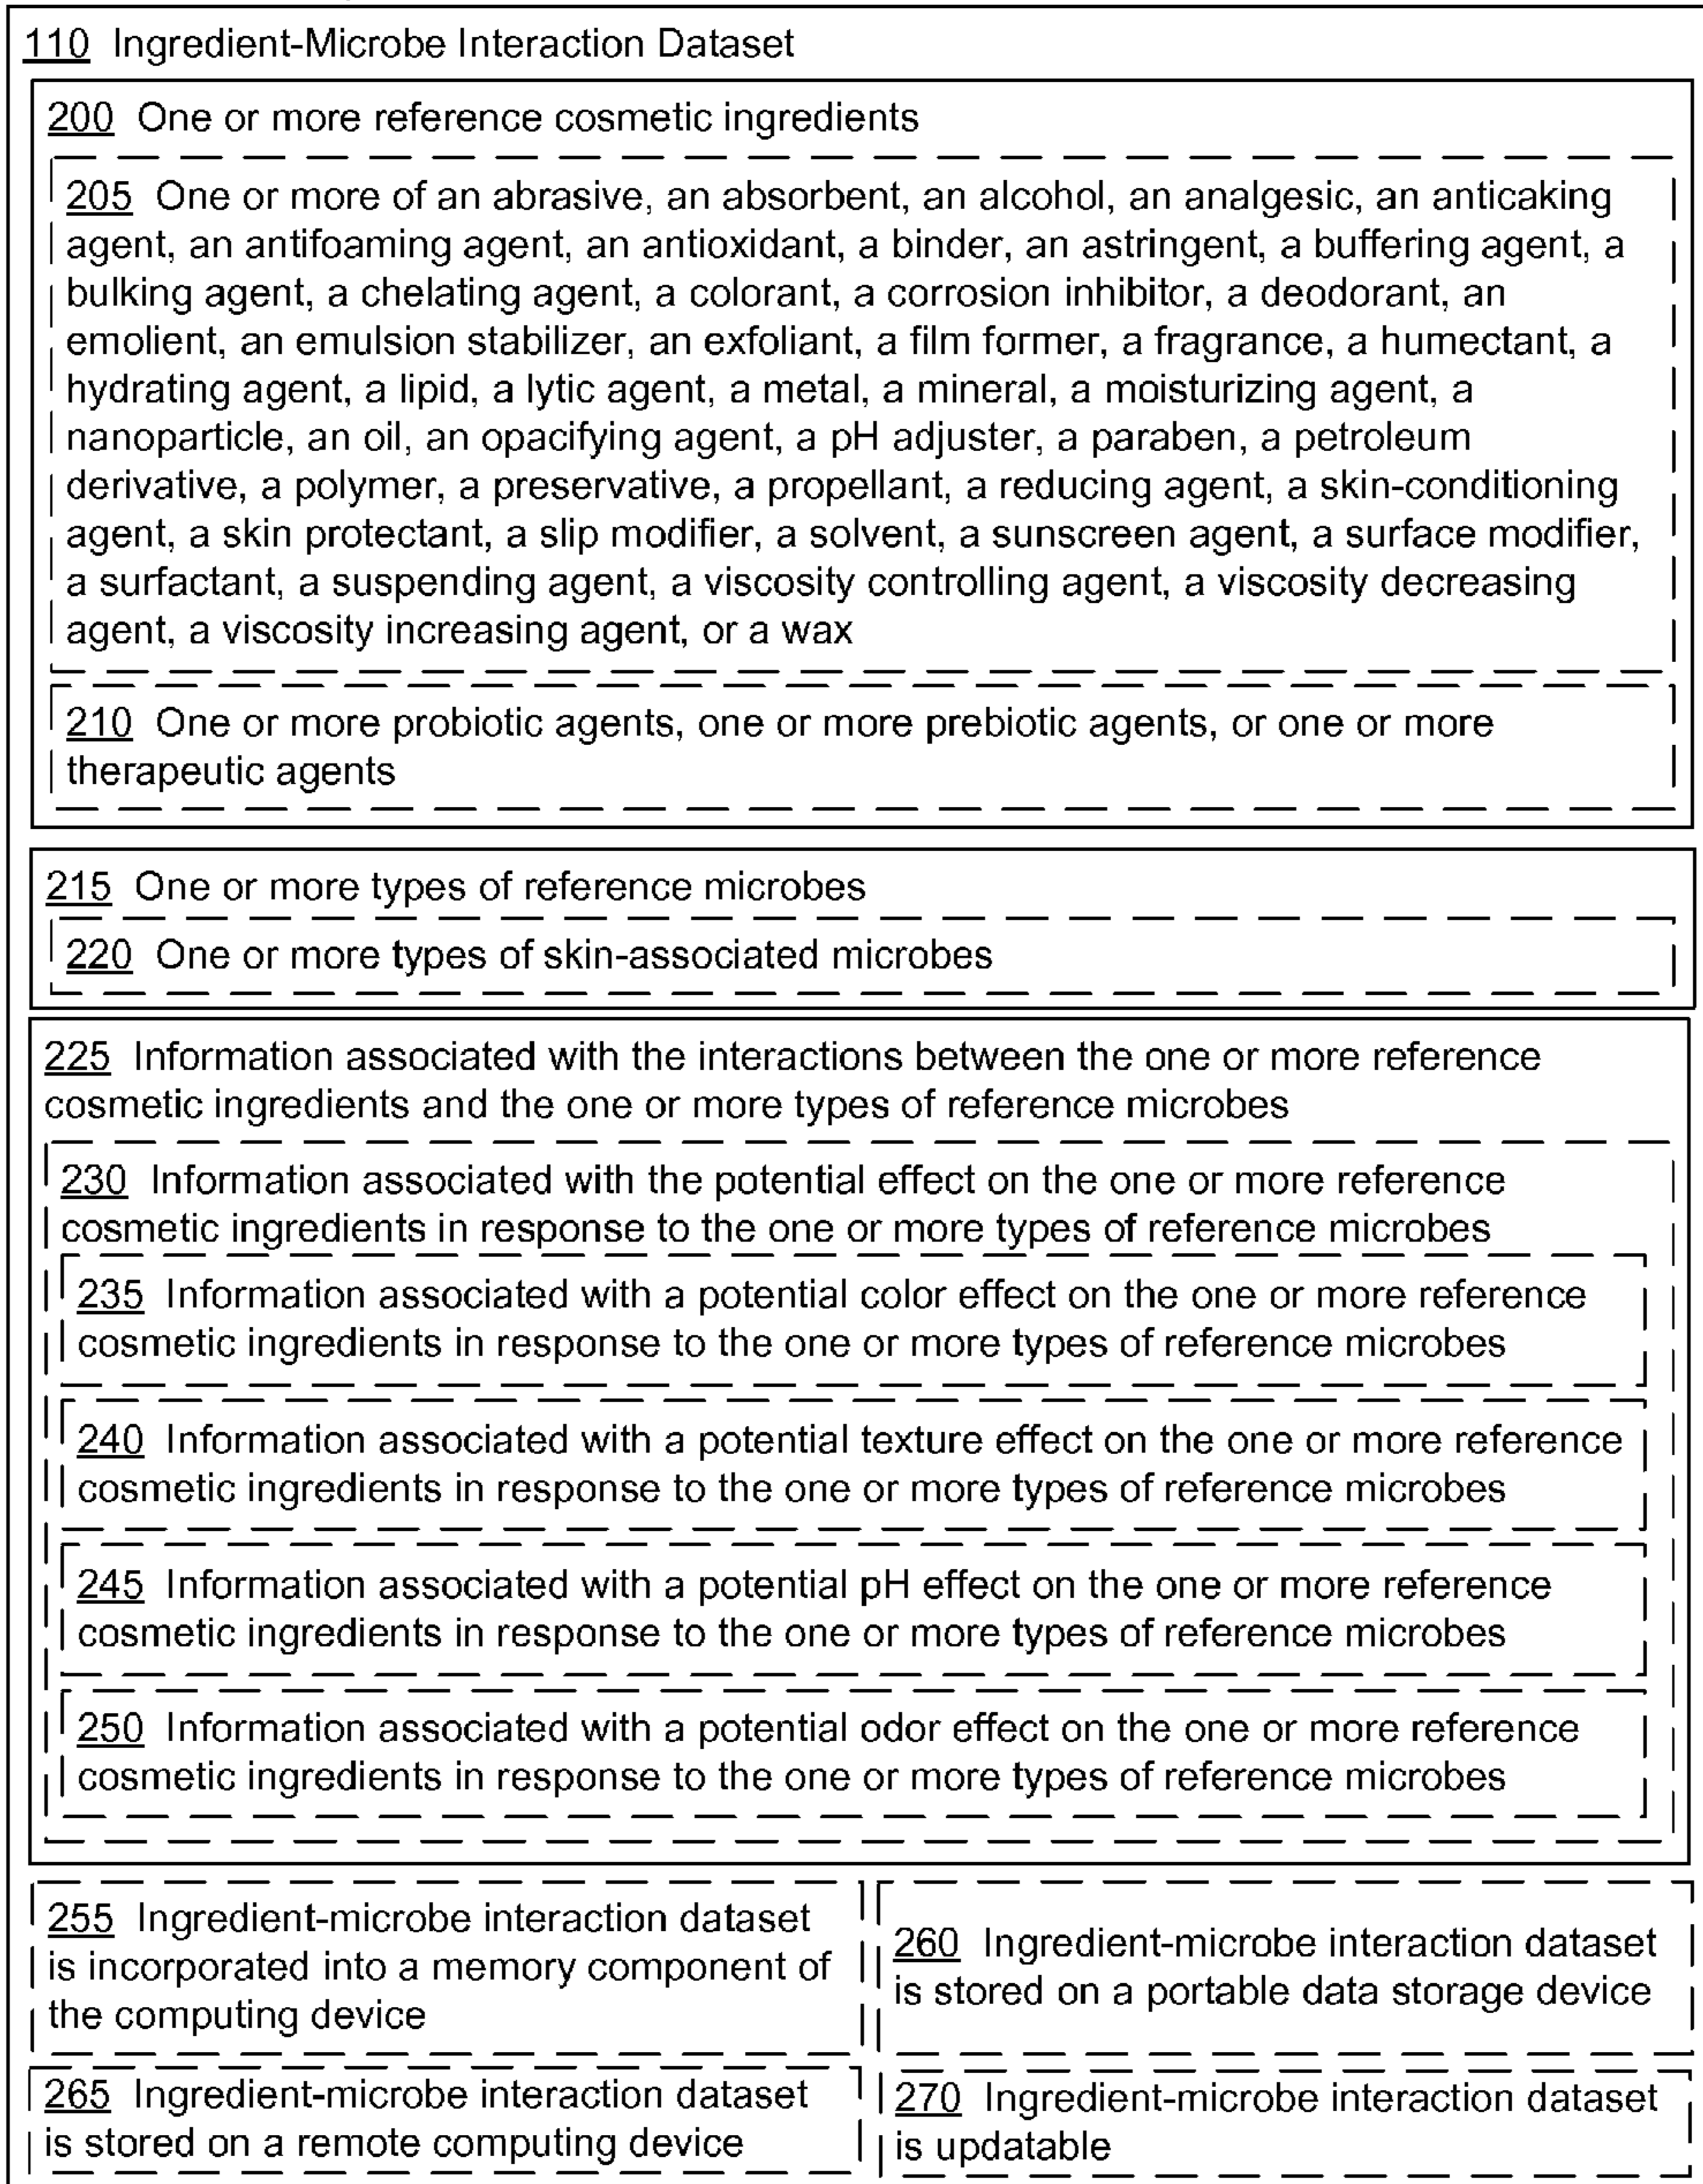 110 Ingredient-Microbe Interaction Dataset
200 One or more reference cosmetic ingredients
205 One or more of an abrasive, an absorbent, an alcohol, an analgesic, an anticaking
agent, an antifoaming agent, an antioxidant, a binder, an astringent, a buffering agent, a
bulking agent, a chelating agent, a colorant, a corrosion inhibitor, a deodorant, an
emolient, an emulsion stabilizer, an exfoliant, a film former, a fragrance, a humectant, a
hydrating agent, a lipid, a lytic agent, a metal, a mineral, a moisturizing agent, a
nanoparticle, an oil, an opacifying agent, a pH adjuster, a paraben, a petroleum
derivative, a polymer, a preservative, a propellant, a reducing agent, a skin-conditioning
agent, a skin protectant, a slip modifier, a solvent, a sunscreen agent, a surface modifier,
a surfactant, a suspending agent, a viscosity controlling agent, a viscosity decreasing
agent, a viscosity increasing agent, or a wax
210 One or more probiotic agents, one or more prebiotic agents, or one or more
therapeutic agents
215 One or more types of reference microbes
220 One or more types of skin-associated microbes
225 Information associated with the interactions between the one or more reference
cosmetic ingredients and the one or more types of reference microbes
230 Information associated with the potential effect on the one or more reference
cosmetic ingredients in response to the one or more types of reference microbes
235 Information associated with a potential color effect on the one or more reference
cosmetic ingredients in response to the one or more types of reference microbes
240 Information associated with a potential texture effect on the one or more reference
cosmetic ingredients in response to the one or more types of reference microbes
245 Information associated with a potential pH effect on the one or more reference
cosmetic ingredients in response to the one or more types of reference microbes
250 Information associated with a potential odor effect on the one or more reference
cosmetic ingredients in response to the one or more types of reference microbes
255 Ingredient-microbe interaction dataset
is incorporated into a memory component of
the computing device
260 Ingredient-microbe interaction dataset
is stored on a portable data storage device
265 Ingredient-microbe interaction dataset
is stored on a remote computing device
270 Ingredient-microbe interaction dataset
is updatable